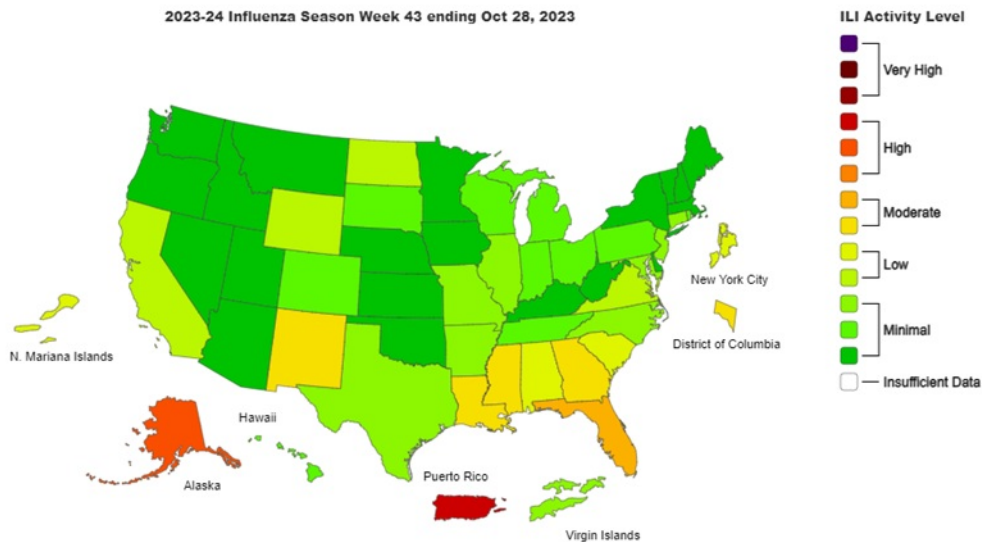 2023-24 Influenza Season Week 43 ending Oct 28, 2023
ILI Activity Level
Very High
High
Moderate
Low
Minimal
Insufficient Data
New York City
District of Columbia
N. Mariana Islands
Hawaii
Alaska
Puerto Rico
Virgin Islands